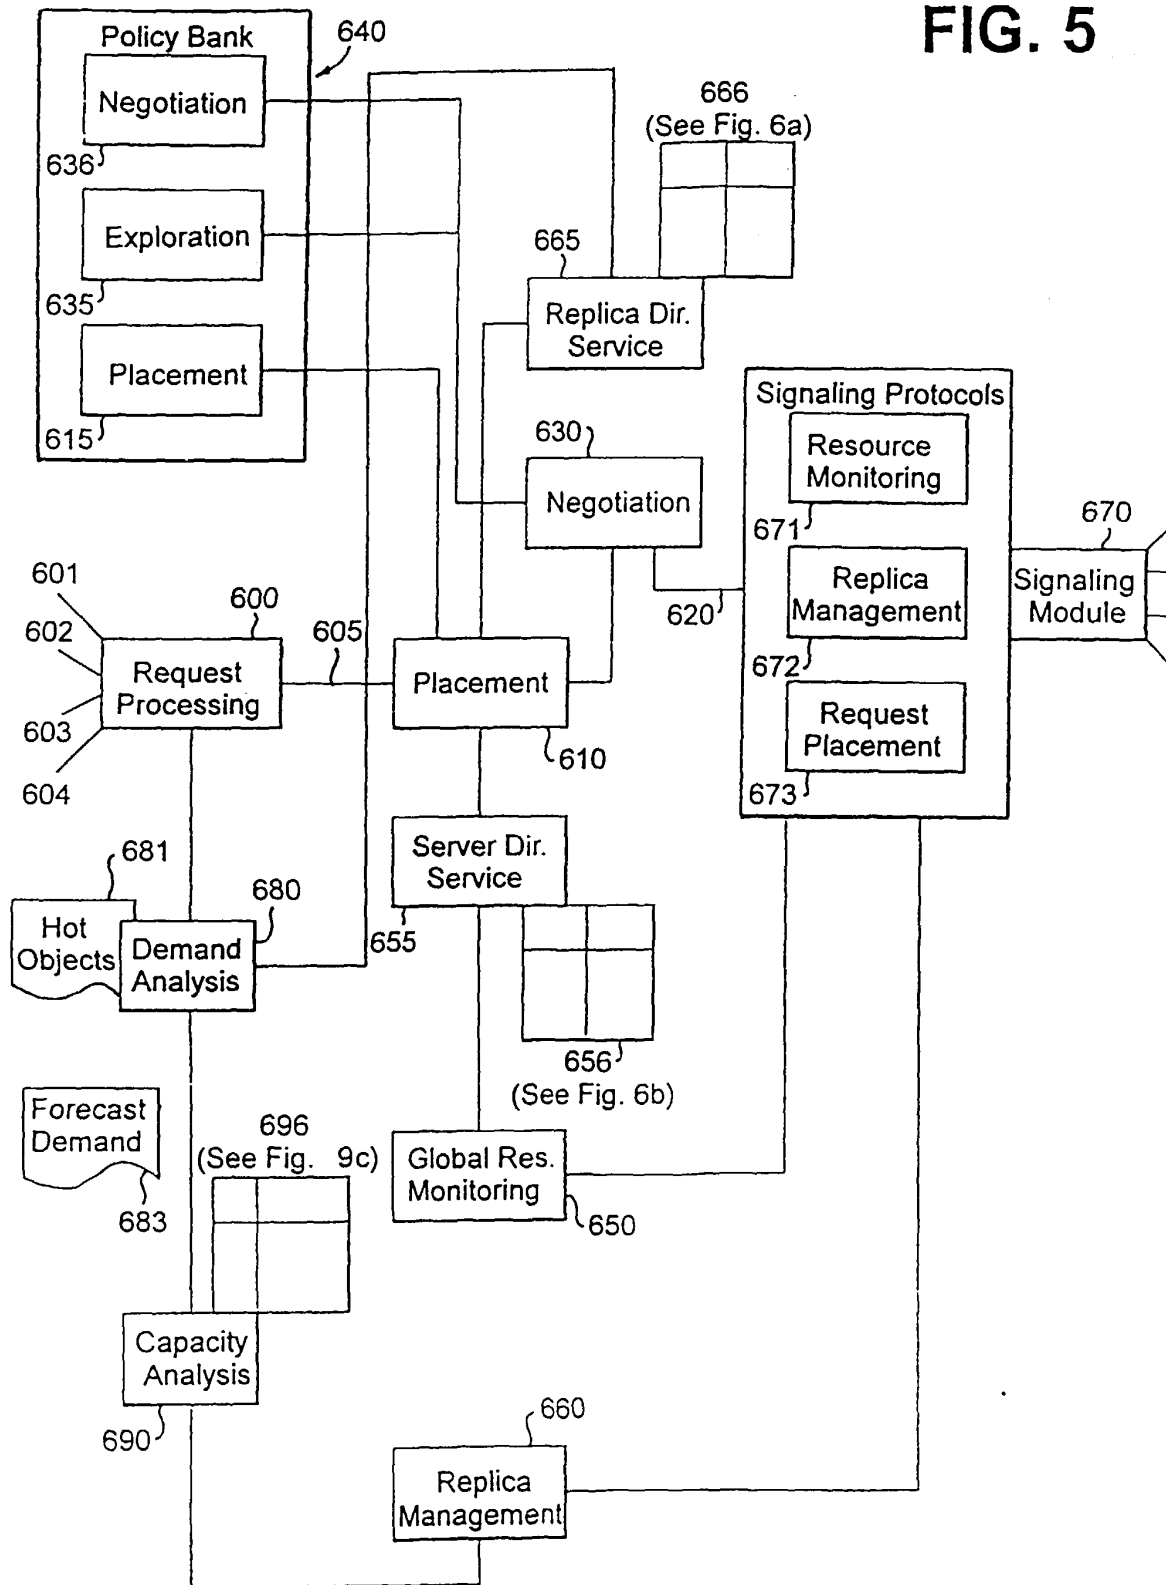 FIG. 5
Policy Bank
640
Negotiation
636
Exploration
635
Placement
615
666
(See Fig. 6a)
665
Replica Dir.
Service
630
Negotiation
620
Signaling Protocols
Resource
Monitoring
671
Replica
Management
672
Request
Placement
673
670
Signaling
Module
601
602
603
604
600
Request
Processing
605
Placement
610
681
Hot
Objects
680
Demand
Analysis
Server Dir.
Service
655
656
(See Fig. 6b)
Forecast
Demand
683
696
(See Fig. 9c)
Global Res.
Monitoring
650
Capacity
Analysis
690
660
Replica
Management